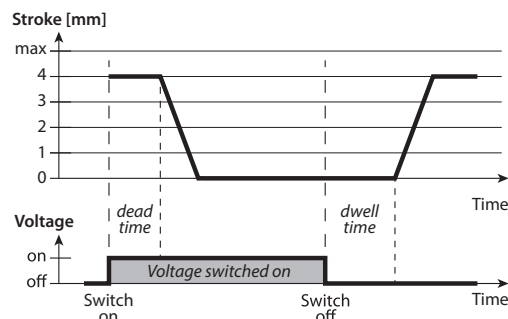 Stroke [mm]
max
4
3
2
1
0
Time
dead
time
dwell
time
Voltage
on
off
Voltage switched on
Time
Switch
on
Switch
off